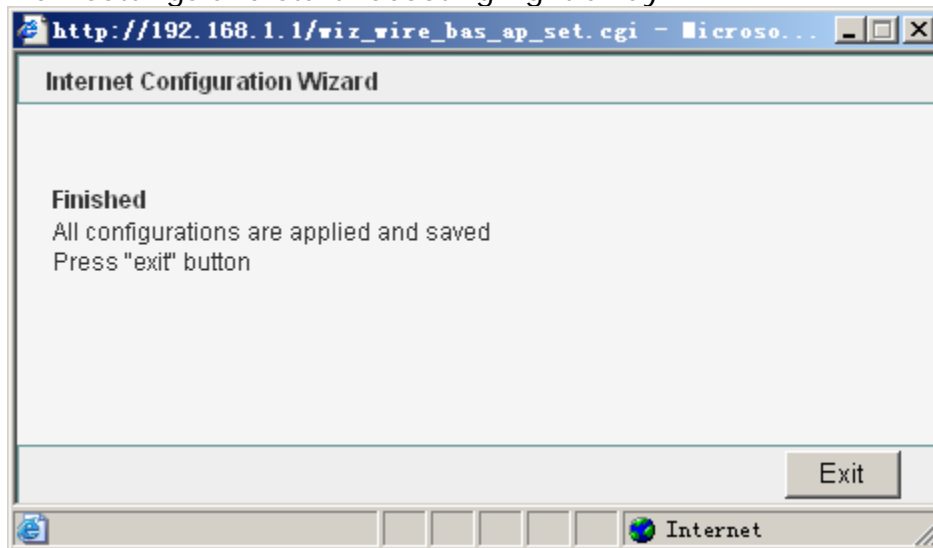 http://192.168.1.1/wiz_wire_bas_ap_set.cgi - Microso...
Internet Configuration Wizard
Finished
All configurations are applied and saved
Press "exit" button
Exit
Internet